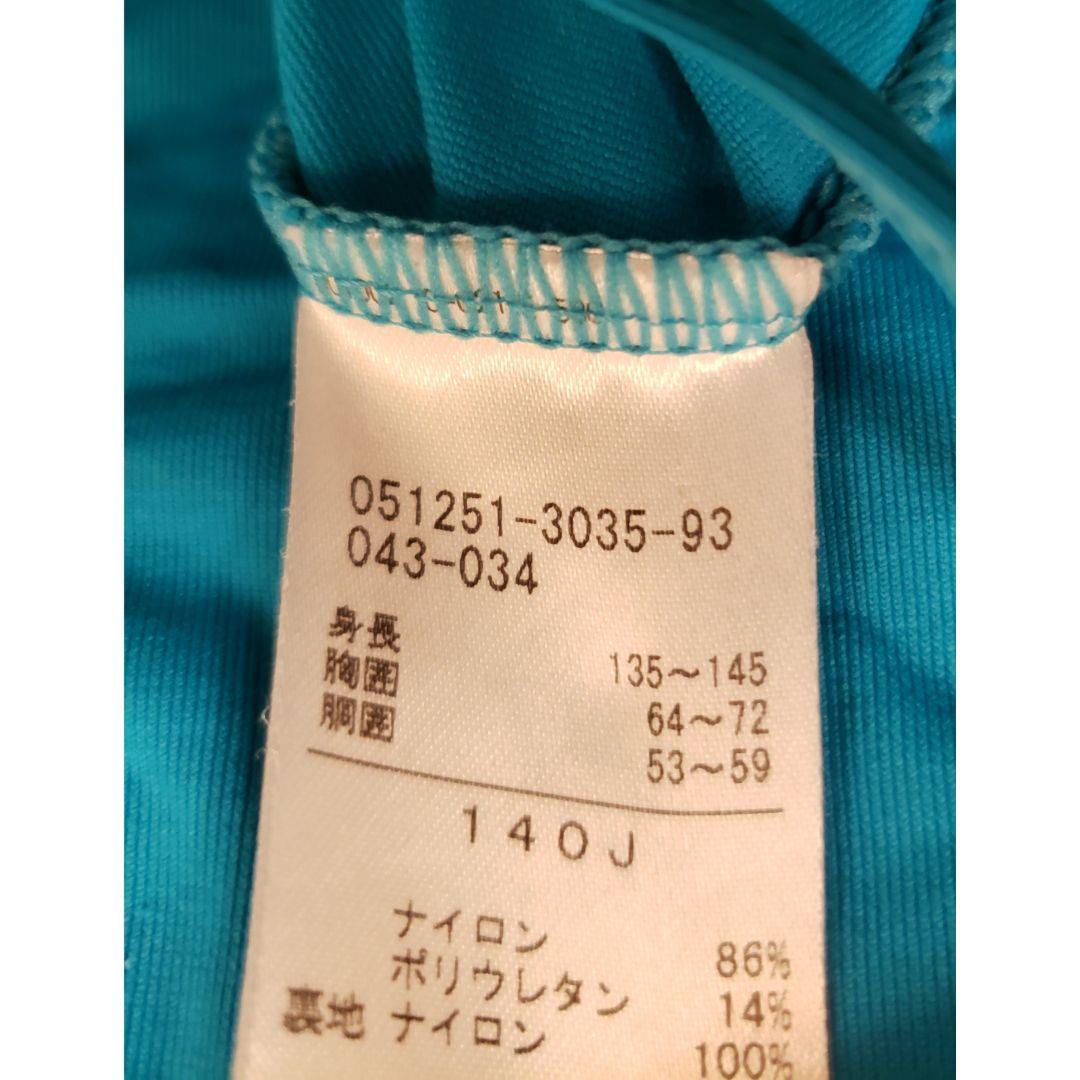 051251-3035-93
043-034
身長 135～145
胸囲 64～72
胴囲 53～59
140J
ナイロン 86%
ポリウレタン 14%
裏地 ナイロン 100%